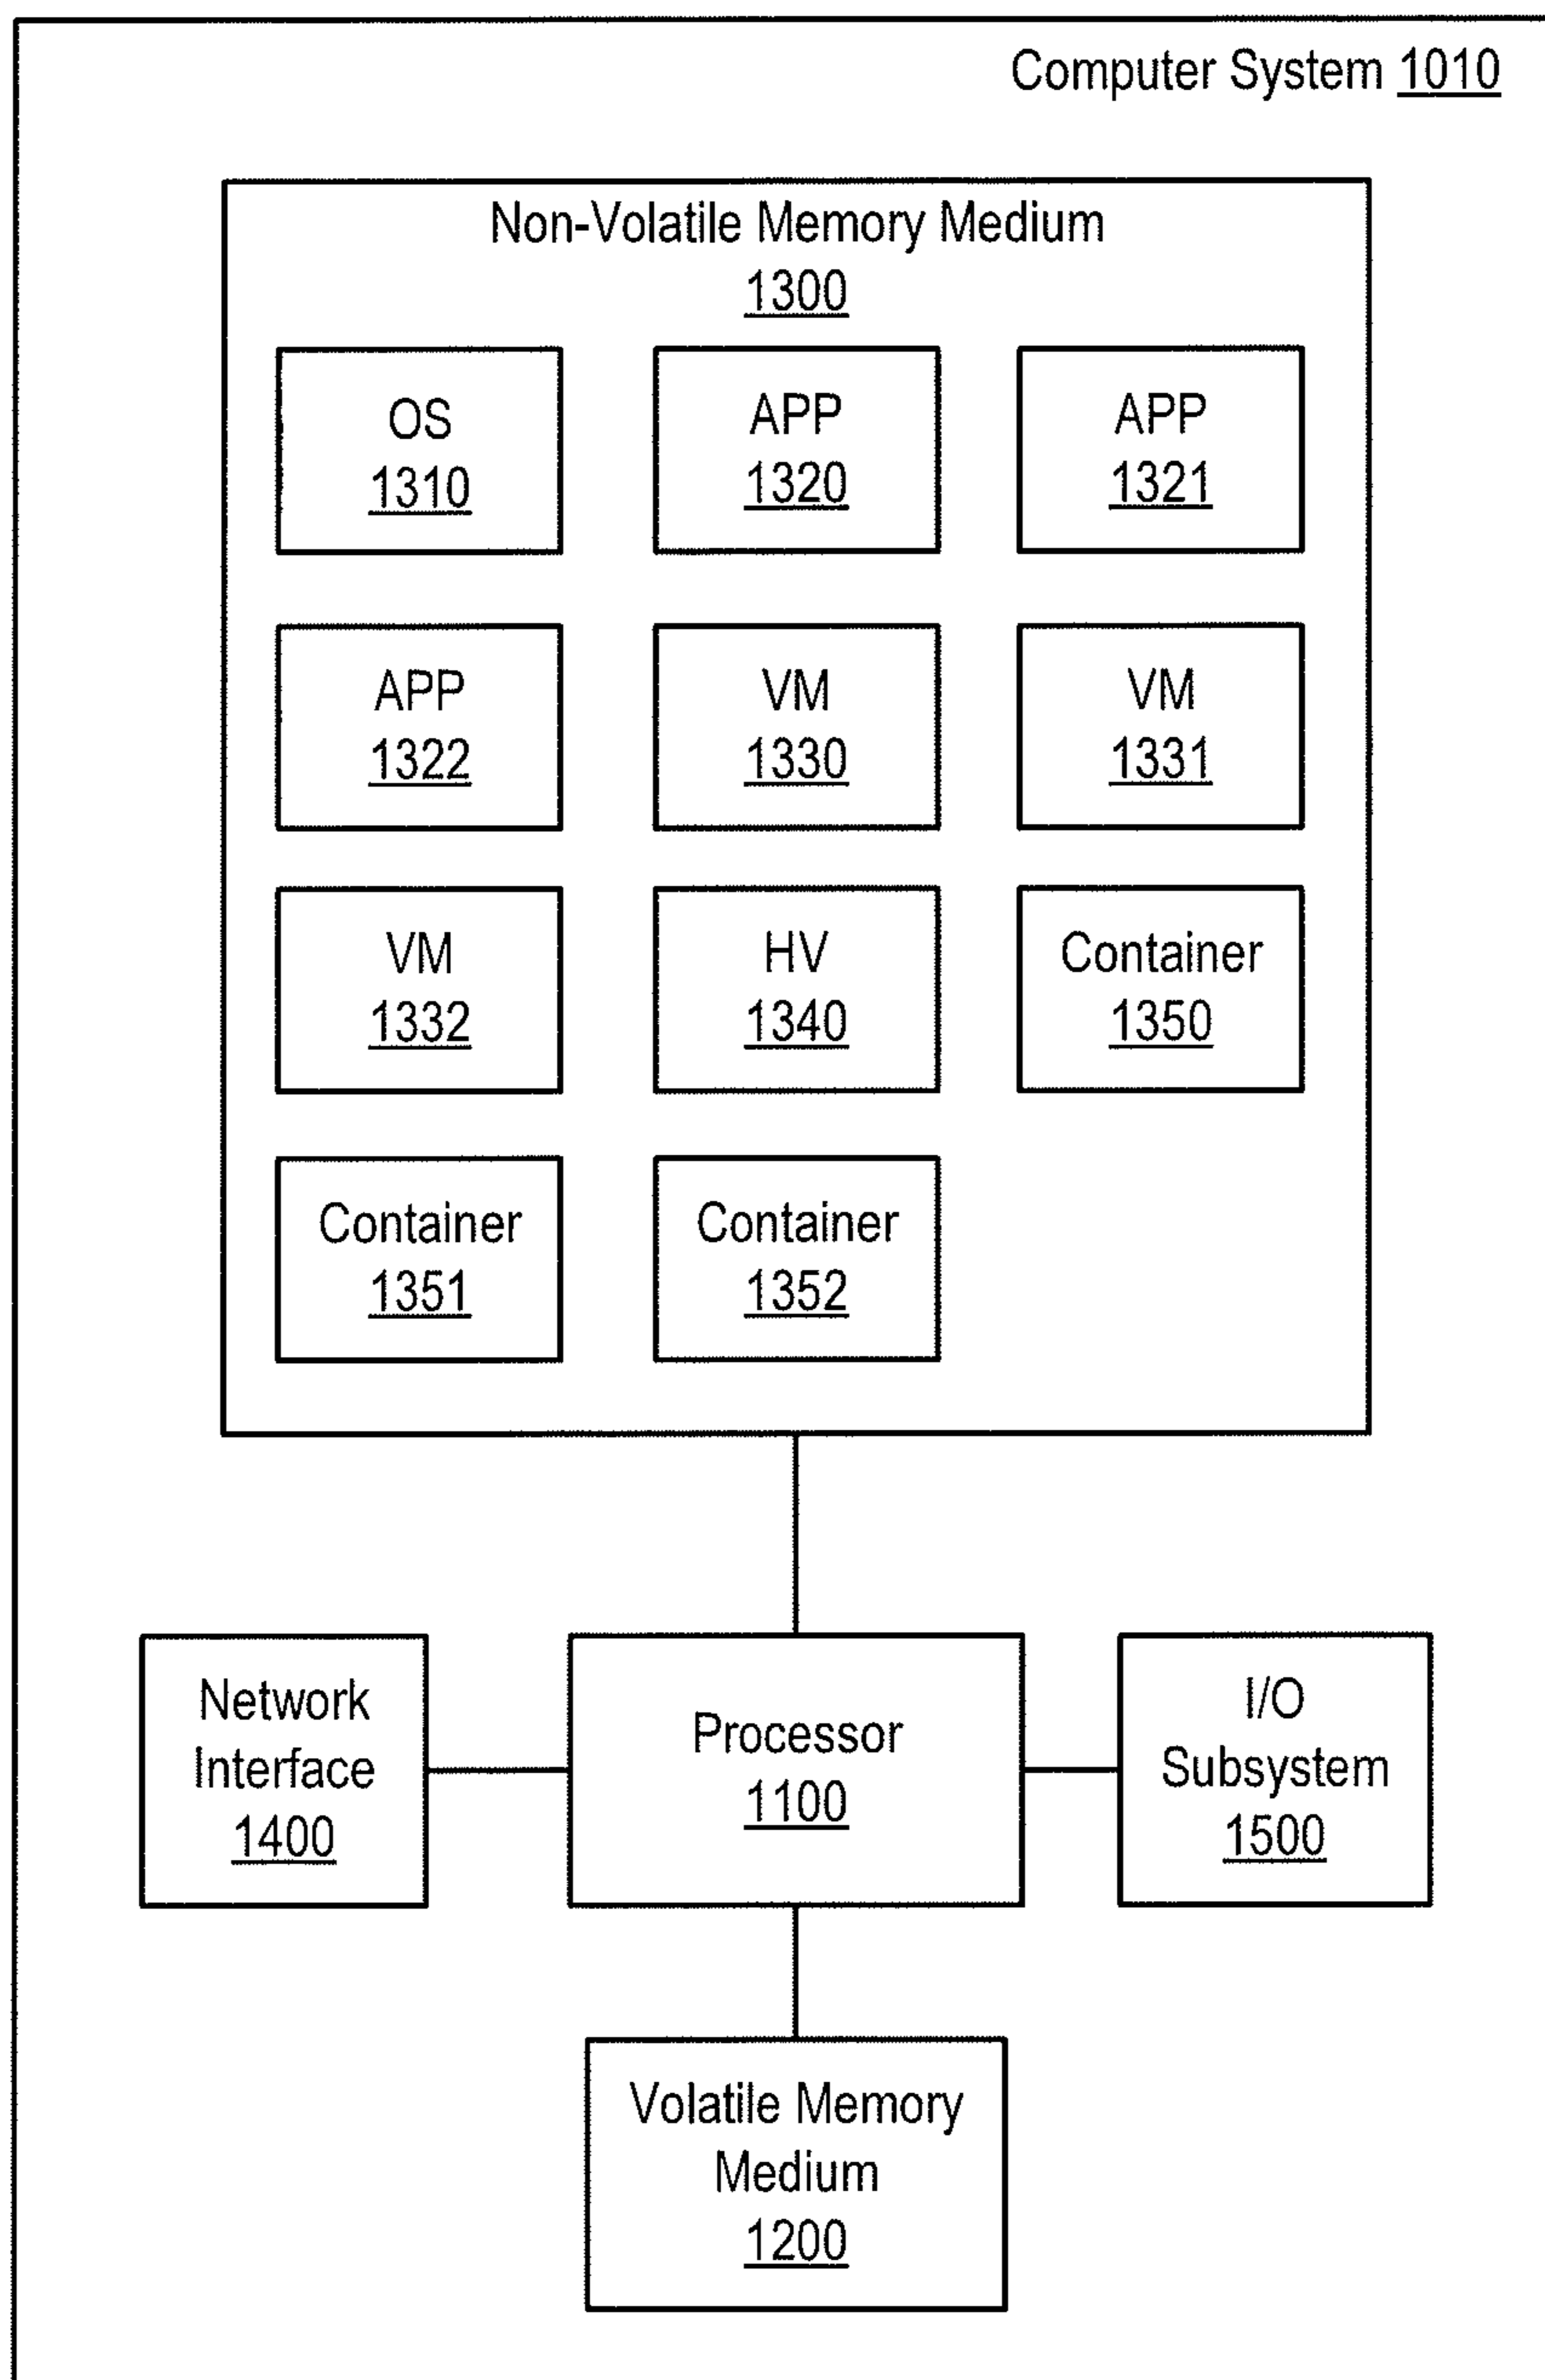 Computer System 1010
Non-Volatile Memory Medium
1300
OS
1310
APP
1320
APP
1321
APP
1322
VM
1330
VM
1331
VM
1332
HV
1340
Container
1350
Container
1351
Container
1352
Network
Interface
1400
Processor
1100
I/O
Subsystem
1500
Volatile Memory
Medium
1200